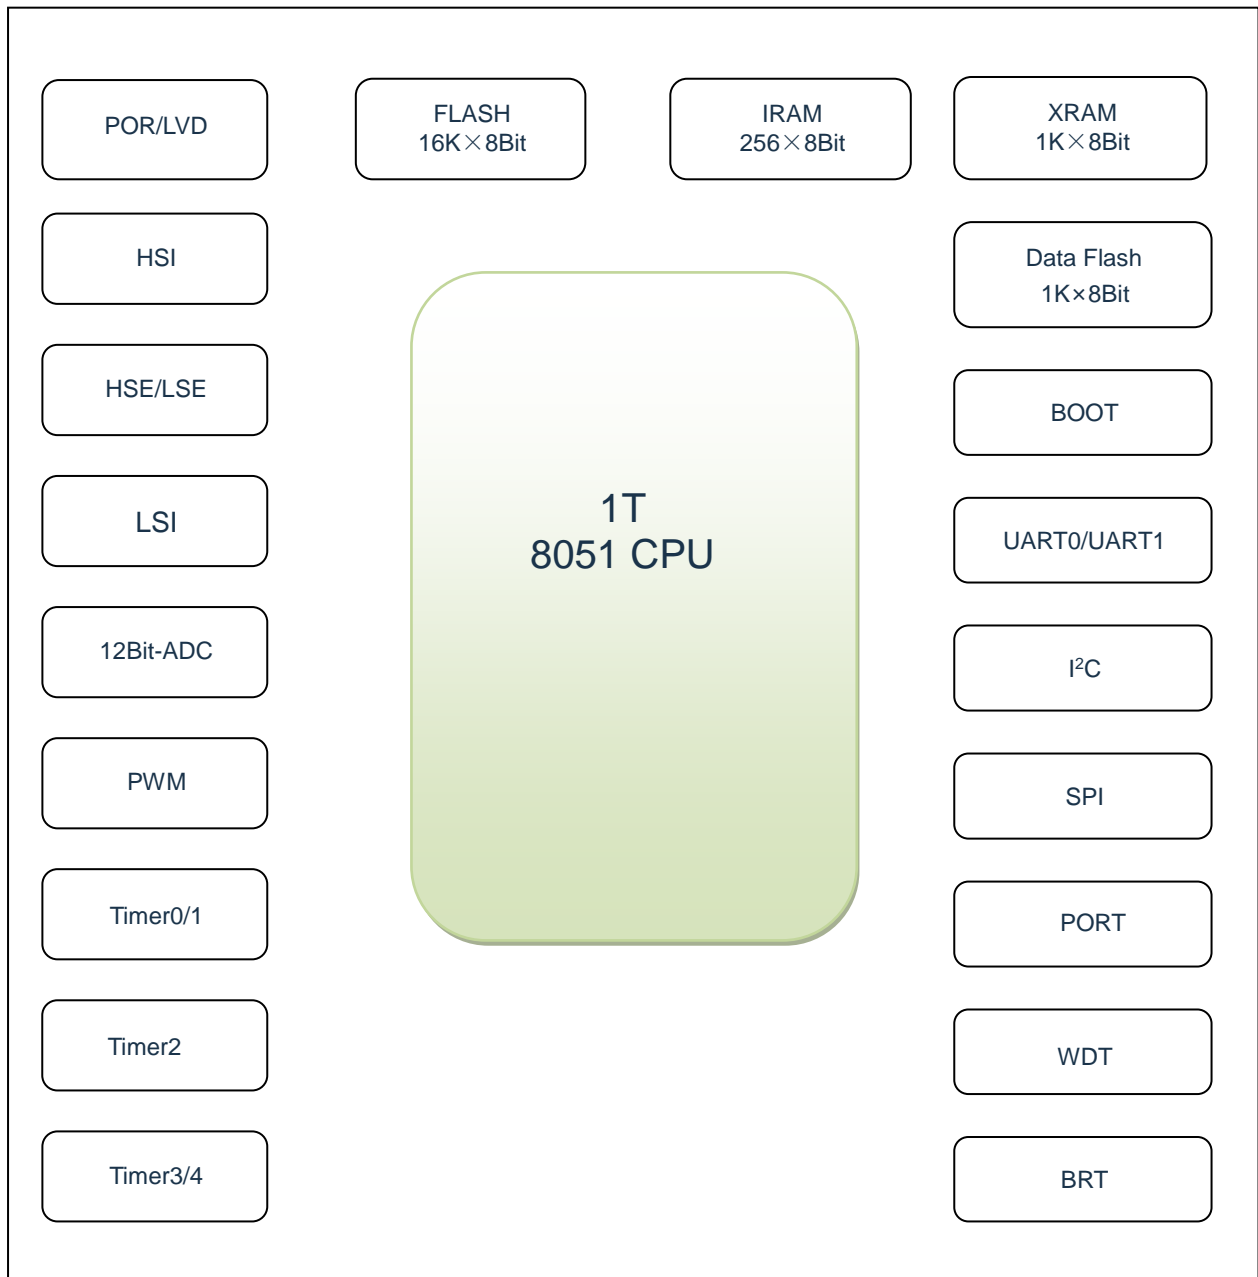 POR/LVD
FLASH
16K×8Bit
IRAM
256×8Bit
XRAM
1K×8Bit
HSI
Data Flash
1K×8Bit
HSE/LSE
BOOT
LSI
1T
8051 CPU
UART0/UART1
12Bit-ADC
I²C
PWM
SPI
Timer0/1
PORT
Timer2
WDT
Timer3/4
BRT